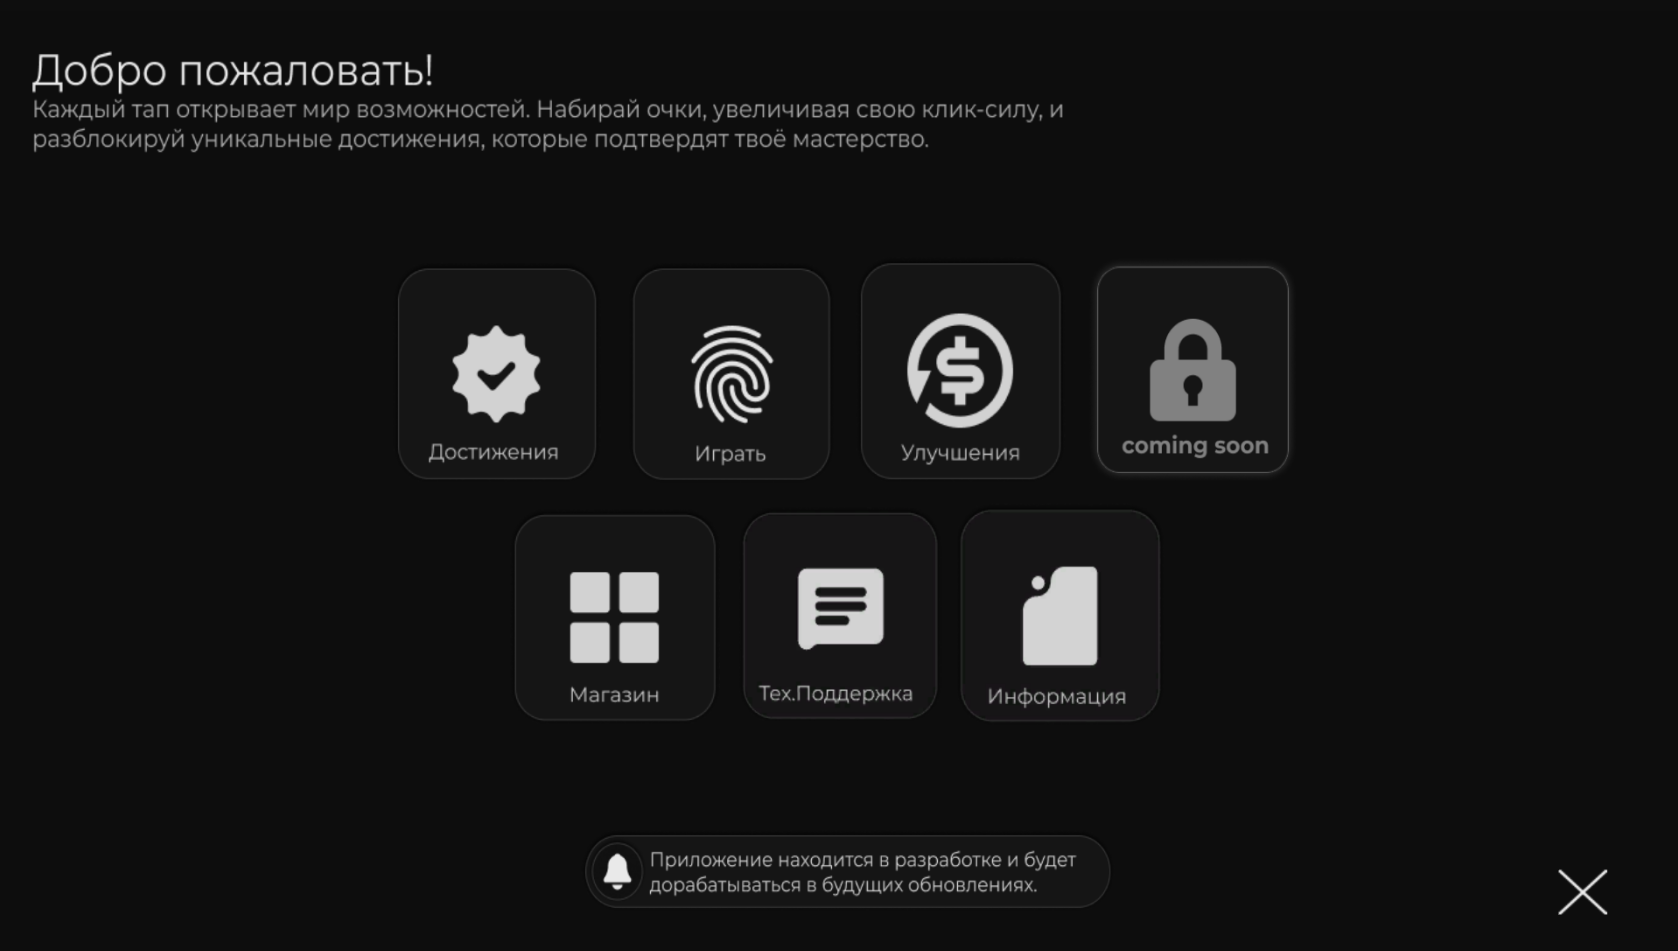 Добро пожаловать!
Каждый тап открывает мир возможностей. Набирай очки, увеличивая свою клик-силу, и
разблокируй уникальные достижения, которые подтвердят твоё мастерство.
Достижения
Играть
Улучшения
coming soon
Магазин
Тех.Поддержка
Информация
Приложение находится в разработке и будет
дорабатываться в будущих обновлениях.